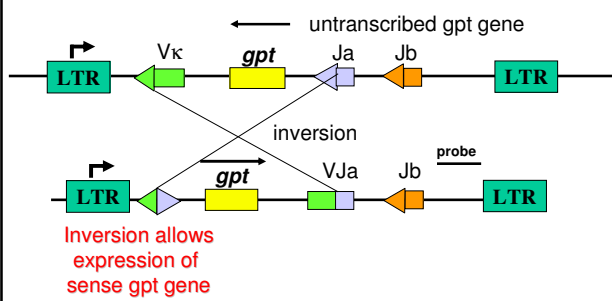 untranscribed gpt gene
Vκ gpt Ja Jb
LTR LTR
inversion
gpt VJa Jb probe
LTR LTR
Inversion allows
expression of
sense gpt gene